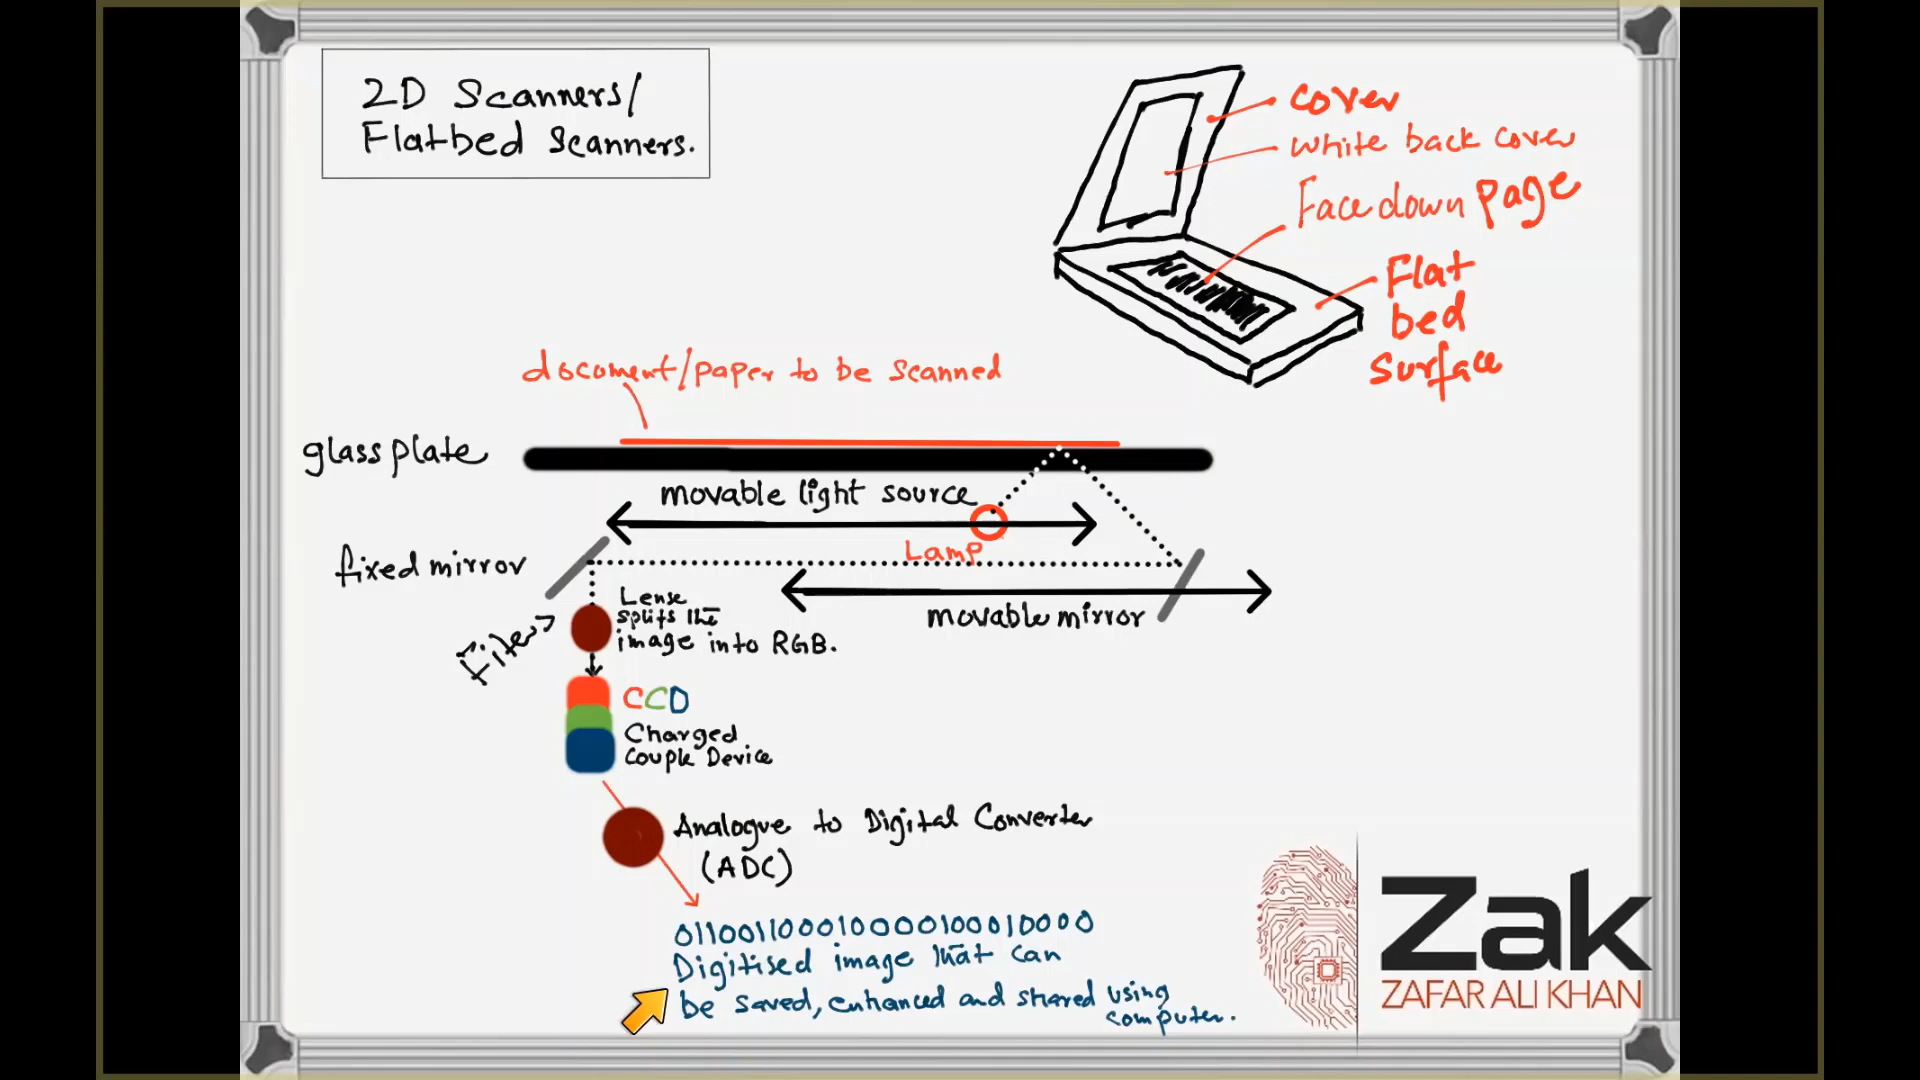 2D Scanners/
Flatbed Scanners.
cover
white back cover
Face down page
Flat
bed
surface
document/paper to be scanned
glass plate
movable light source
Lamp
fixed mirror
movable mirror
Lense
splits the
image into RGB.
Filter
CCD
Charged
Couple Device
Analogue to Digital Converter
(ADC)
01100110001000010001000​0
Digitised image that can
be saved, enhanced and shared using
computer.
Zak
ZAFAR ALI KHAN